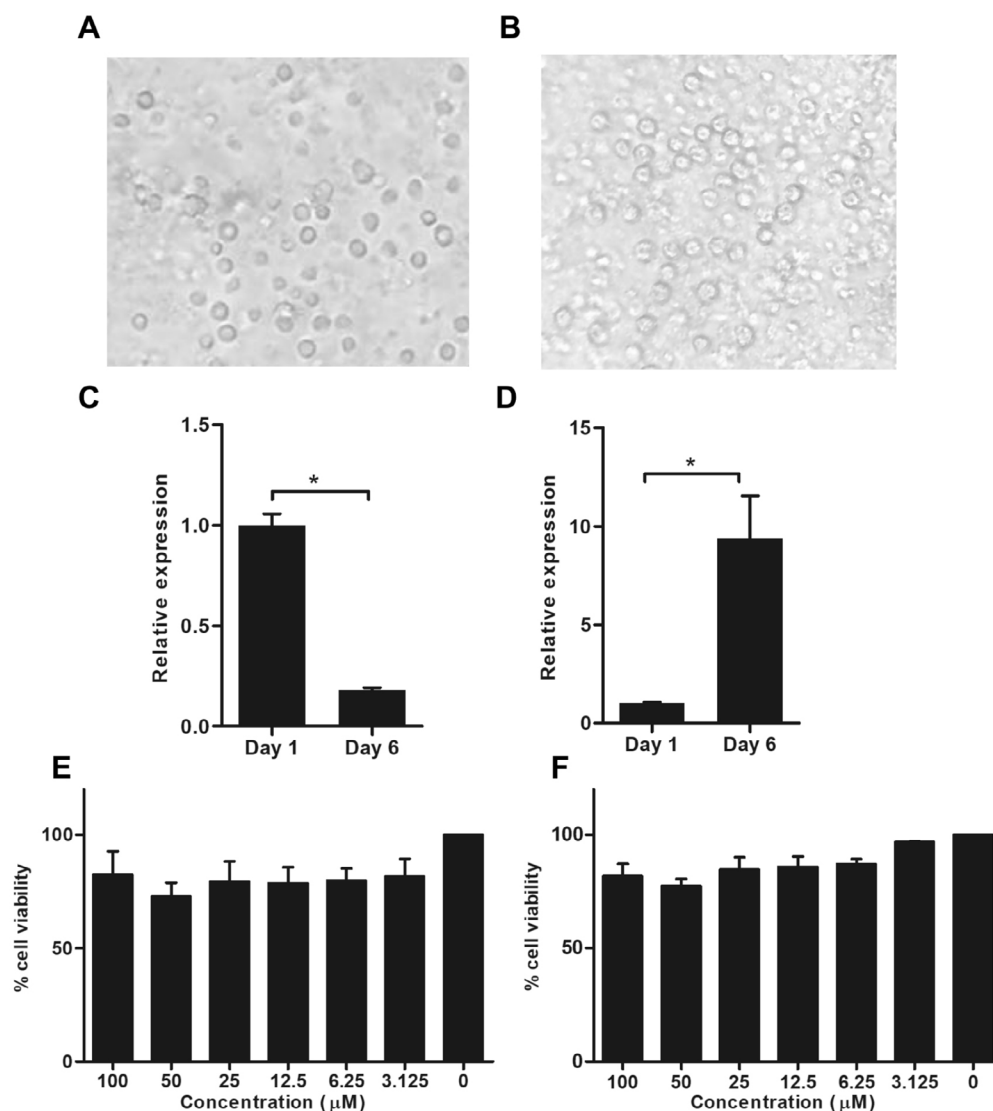 A
B
C
1.5
1.0
0.5
0.0
Relative expression
*
Day 1 Day 6
D
15
10
5
0
Relative expression
*
Day 1 Day 6
E
100
50
0
% cell viability
100 50 25 12.5 6.25 3.125 0
Concentration ( μM)
F
100
50
0
% cell viability
100 50 25 12.5 6.25 3.125 0
Concentration ( μM)